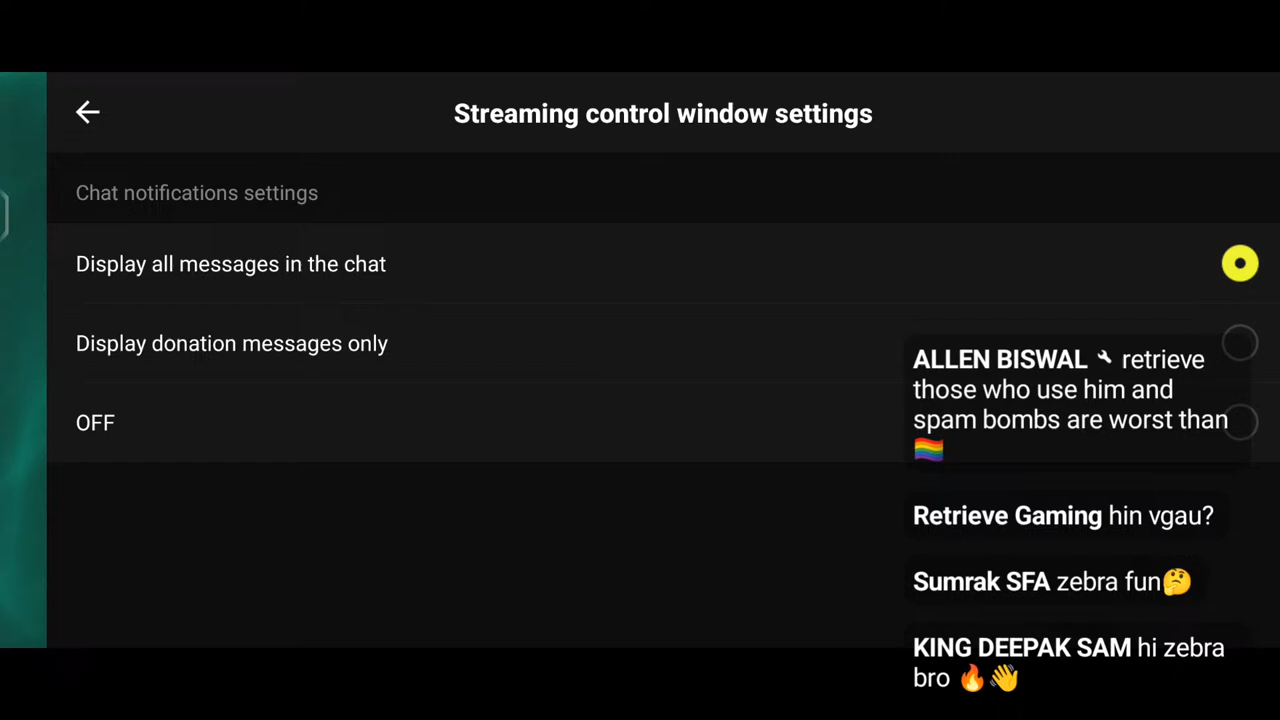 Streaming control window settings
Chat notifications settings
Display all messages in the chat
Display donation messages only
OFF
ALLEN BISWAL 🔧 retrieve
those who use him and
spam bombs are worst than
🏳️‍🌈
Retrieve Gaming hin vgau?
Sumrak SFA zebra fun🤔
KING DEEPAK SAM hi zebra
bro 🔥👋